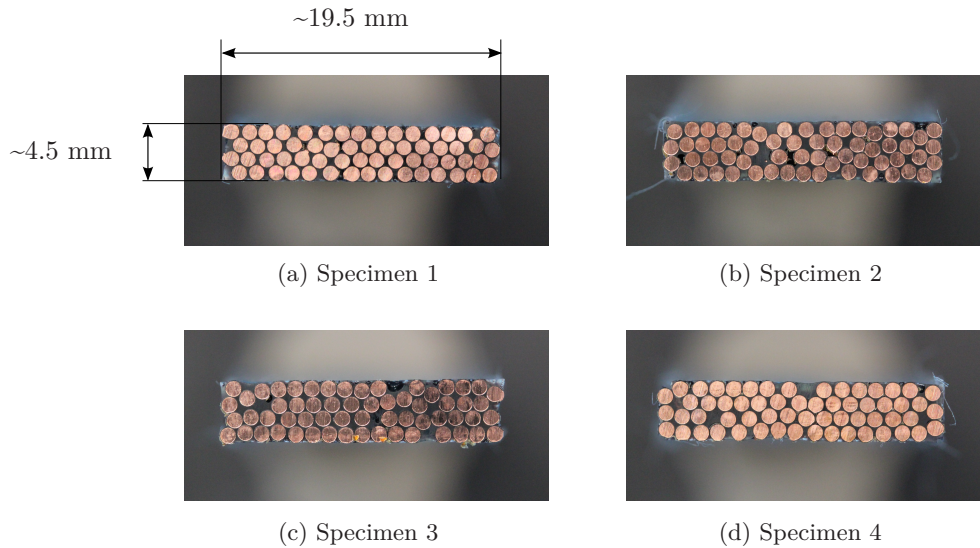 ~19.5 mm
~4.5 mm
(a) Specimen 1
(b) Specimen 2
(c) Specimen 3
(d) Specimen 4